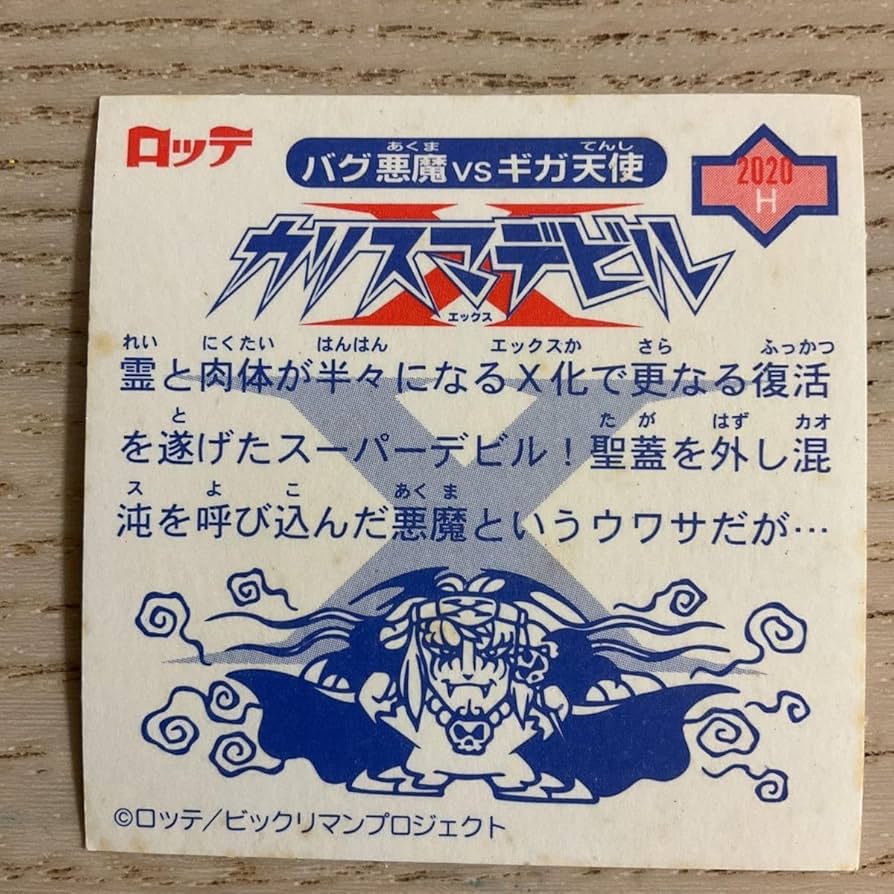 ロッテ
バグ悪魔vsギガ天使
あくま てんし
2020
H
カリスマデビル
X
エックス
れい にくたい はんはん エックスか さら ふっかつ
霊と肉体が半々になるX化で更なる復活
と たが はず カオ
を遂げたスーパーデビル!聖蓋を外し混
ス よ こ あくま
沌を呼び込んだ悪魔というウワサだが…
©ロッテ/ビックリマンプロジェクト